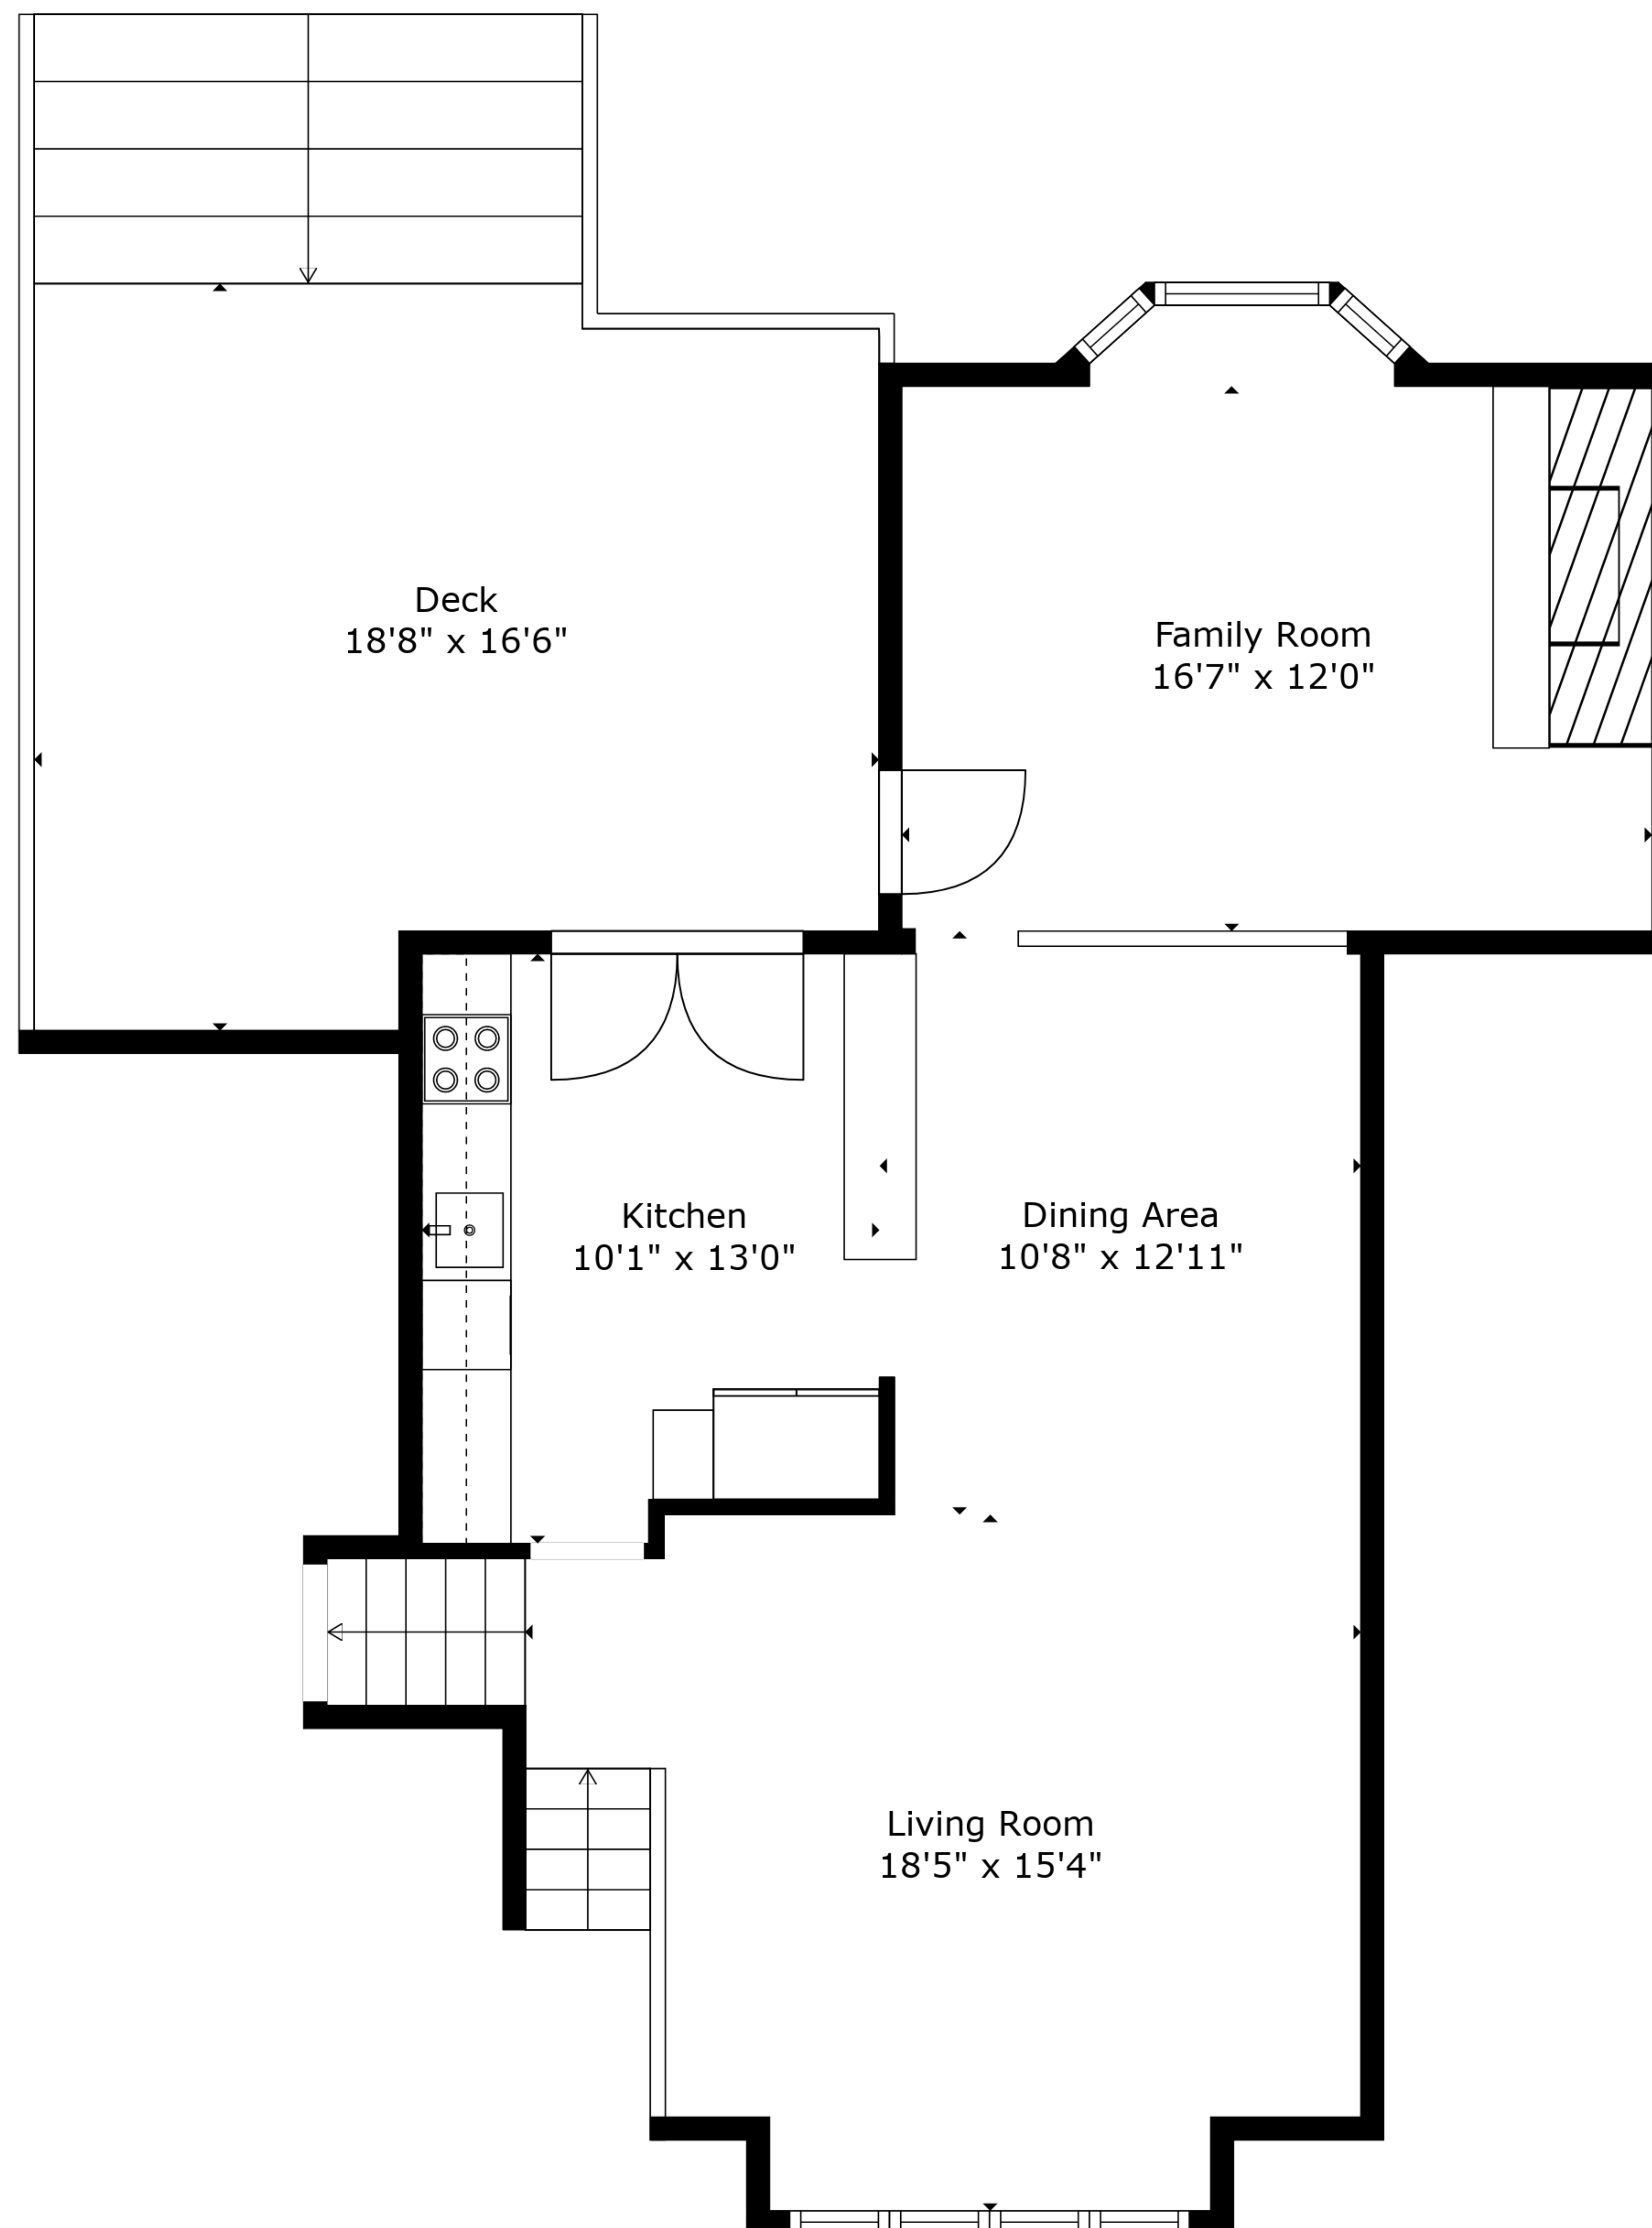 Deck
18'8" x 16'6"
Family Room
16'7" x 12'0"
Kitchen
10'1" x 13'0"
Dining Area
10'8" x 12'11"
Living Room
18'5" x 15'4"